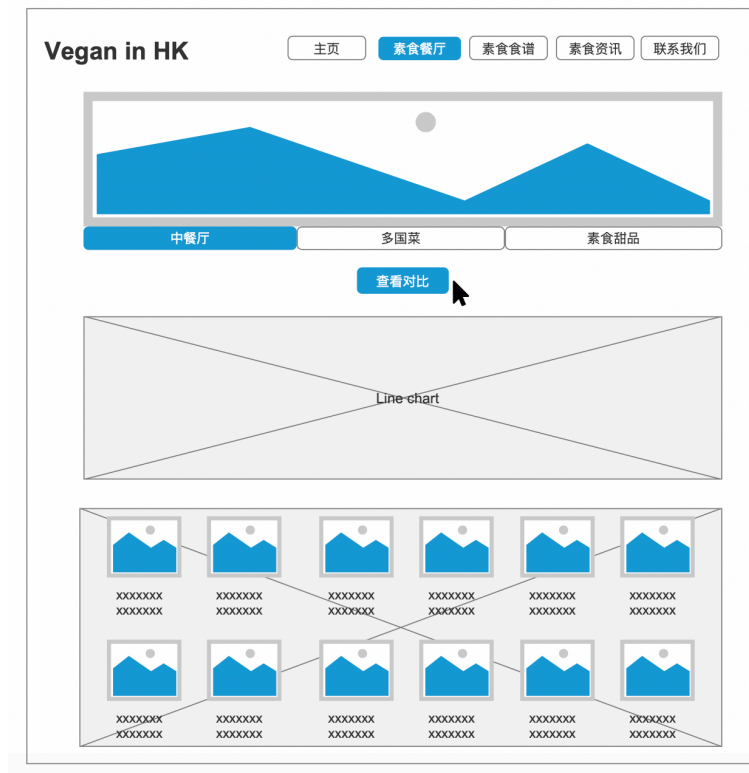 Vegan in HK
主页
素食餐厅
素食食谱
素食资讯
联系我们
中餐厅
多国菜
素食甜品
查看对比
Line chart
xxxxxxx xxxxxxx xxxxxxx xxxxxxx xxxxxxx xxxxxxx
xxxxxxx xxxxxxx xxxxxxx xxxxxxx xxxxxxx xxxxxxx
xxxxxxx xxxxxxx xxxxxxx xxxxxxx xxxxxxx xxxxxxx
xxxxxxx xxxxxxx xxxxxxx xxxxxxx xxxxxxx xxxxxxx